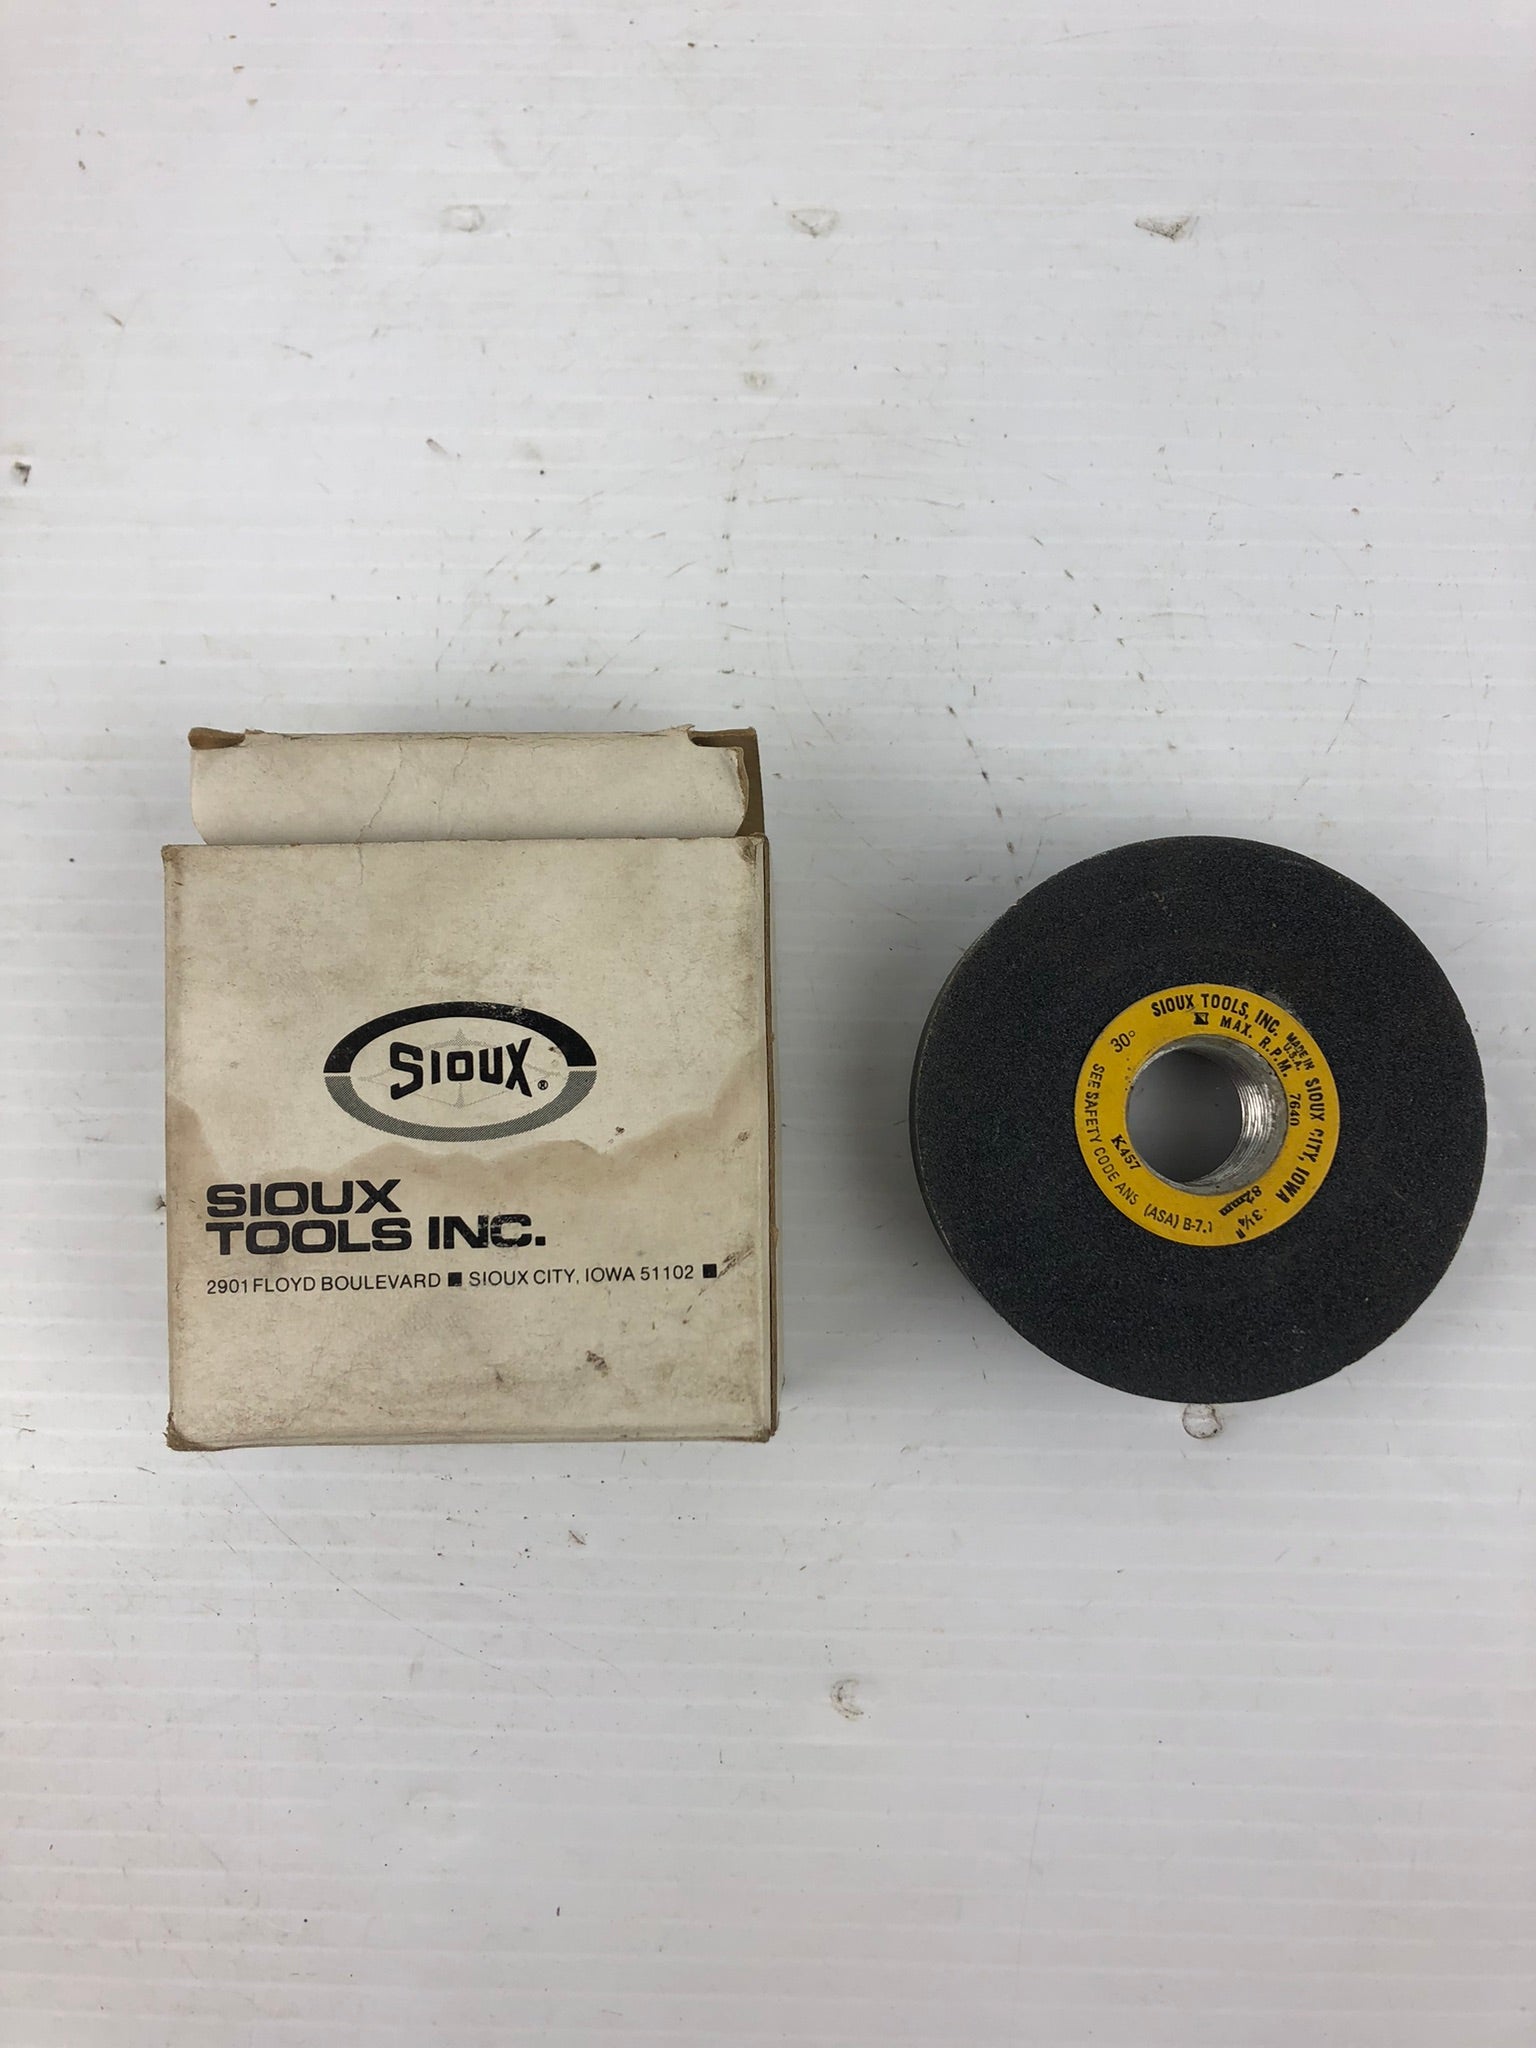 SIOUX®
SIOUX
TOOLS INC.
2901 FLOYD BOULEVARD ■ SIOUX CITY, IOWA 51102 ■
SIOUX TOOLS, INC. MADE IN U.S.A. SIOUX CITY, IOWA
MAX. R.P.M. 7640
30°
K457
82mm 3¼"
SEE SAFETY CODE ANS (ASA) B-7.1